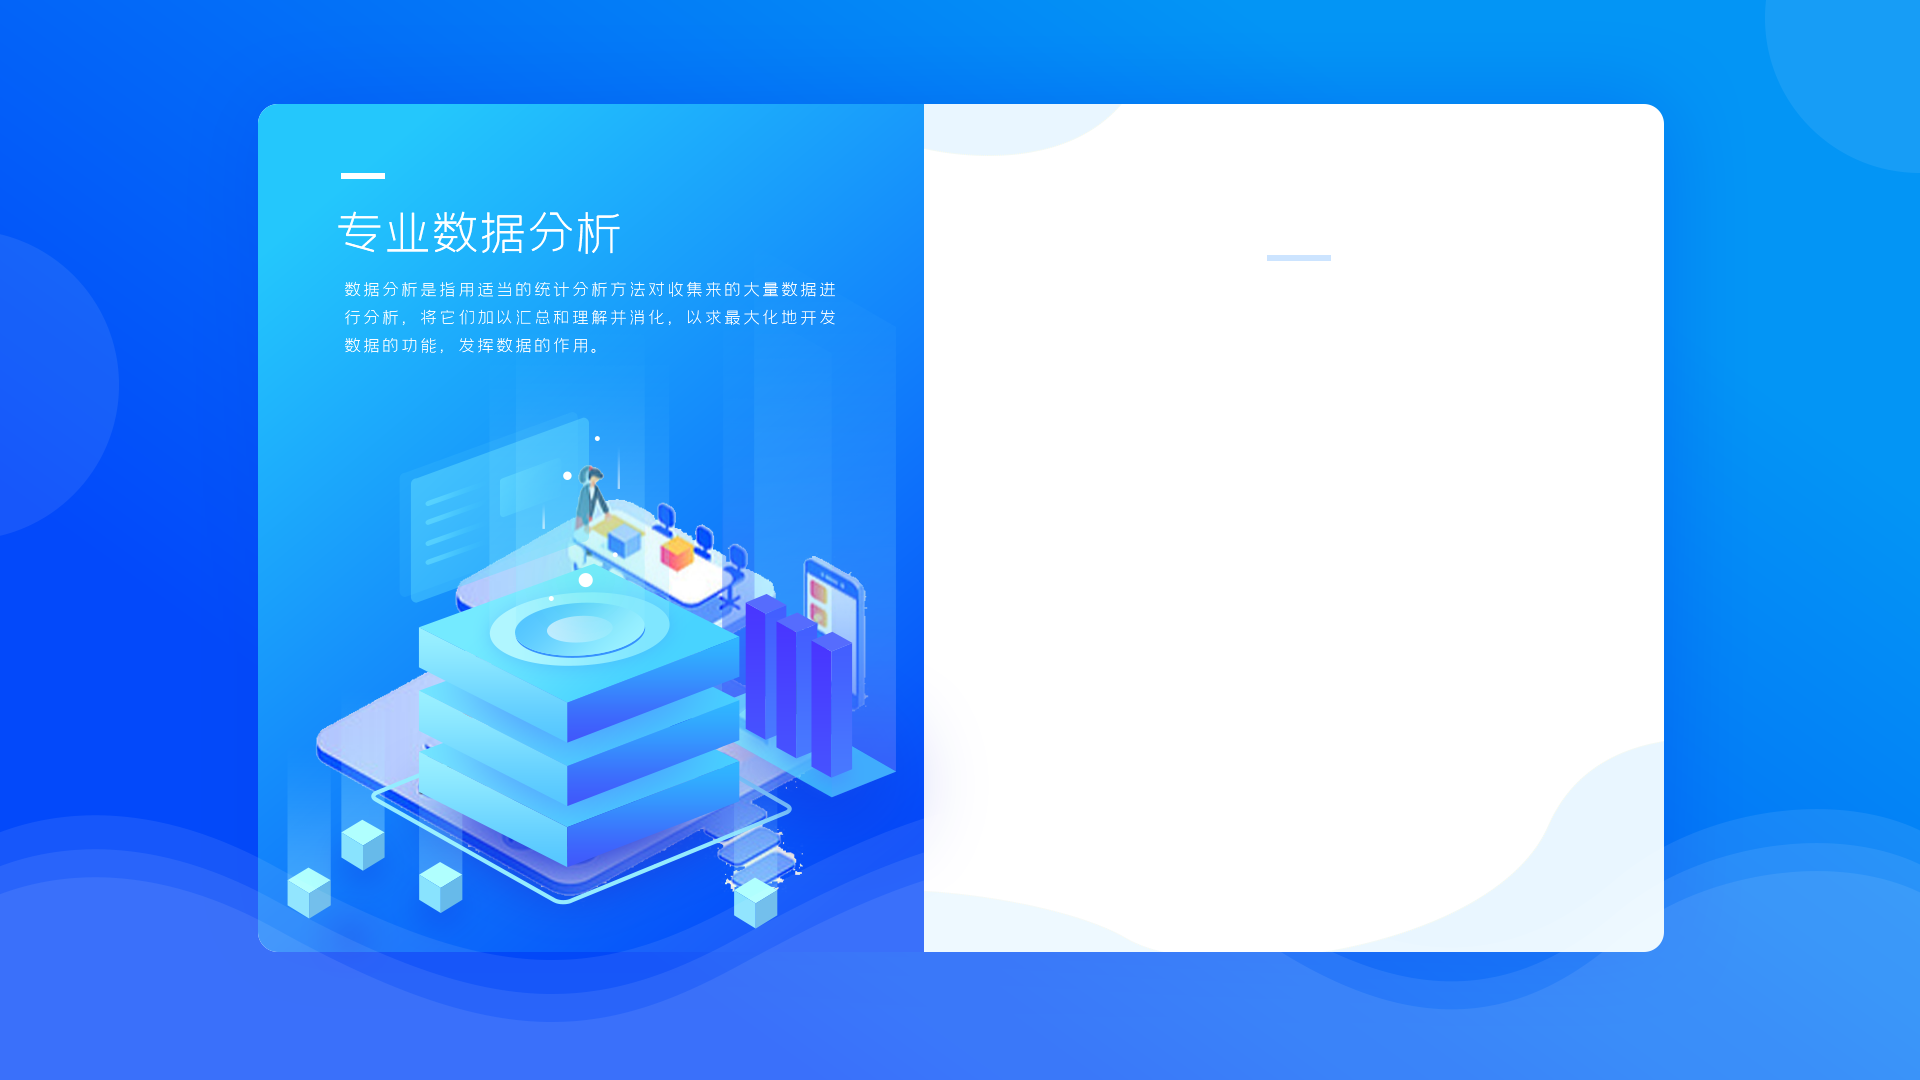 专业数据分析
数据分析是指用适当的统计分析方法对收集来的大量数据进
行分析，将它们加以汇总和理解并消化，以求最大化地开发
数据的功能，发挥数据的作用。